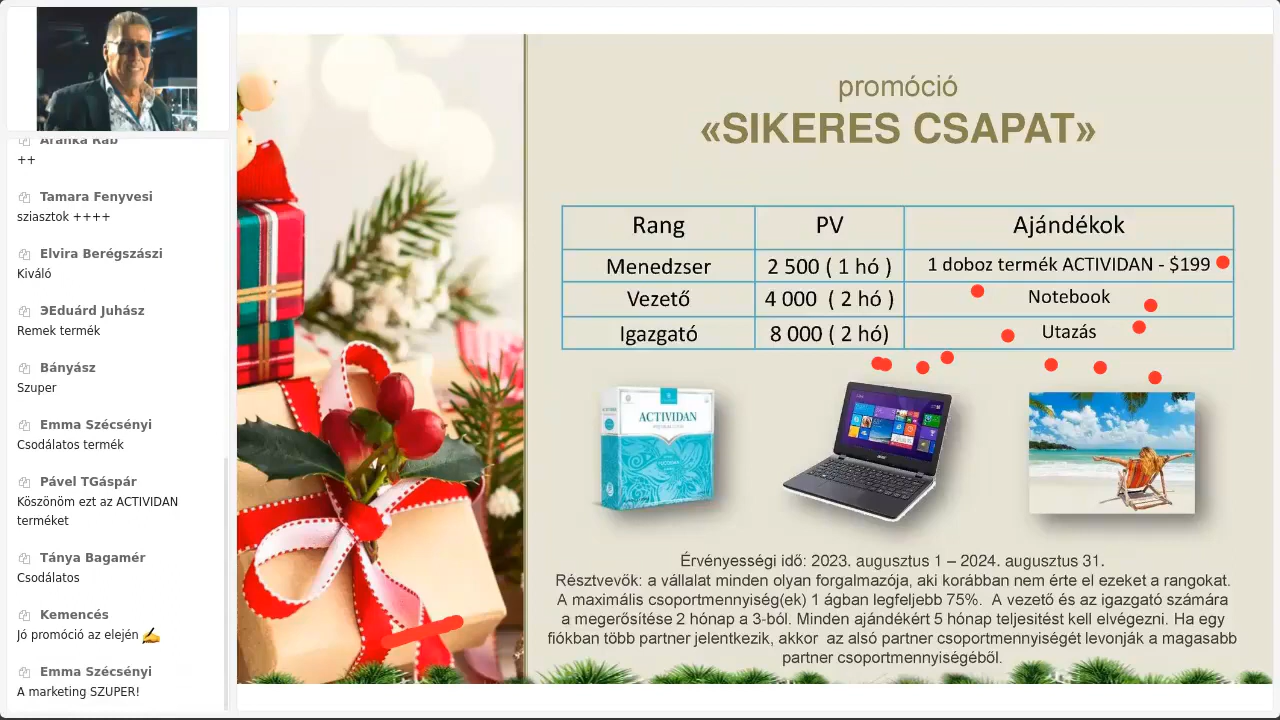 Aranka Rab
++
Tamara Fenyvesi
sziasztok ++++
Elvira Berégszászi
Kiváló
ЭEduárd Juhász
Remek termék
Bányász
Szuper
Emma Szécsényi
Csodálatos termék
Pável TGáspár
Köszönöm ezt az ACTIVIDAN
terméket
Tánya Bagamér
Csodálatos
Kemencés
Jó promóció az elején ✍
Emma Szécsényi
A marketing SZUPER!
promóció
«SIKERES CSAPAT»
Rang PV Ajándékok
Menedzser 2 500 ( 1 hó ) 1 doboz termék ACTIVIDAN - $199
Vezető 4 000 ( 2 hó ) Notebook
Igazgató 8 000 ( 2 hó) Utazás
ACTIVIDAN
Érvényességi idő: 2023. augusztus 1 – 2024. augusztus 31.
Résztvevők: a vállalat minden olyan forgalmazója, aki korábban nem érte el ezeket a rangokat.
A maximális csoportmennyiség(ek) 1 ágban legfeljebb 75%. A vezető és az igazgató számára
a megerősítése 2 hónap a 3-ból. Minden ajándékért 5 hónap teljesitést kell elvégezni. Ha egy
fiókban több partner jelentkezik, akkor az alsó partner csoportmennyiségét levonják a magasabb
partner csoportmennyiségéből.